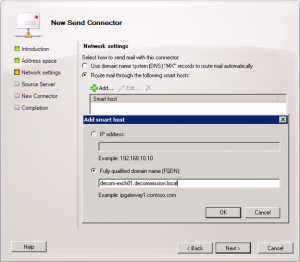 New Send Connector
Introduction
Address space
Network settings
Source Server
New Connector
Completion
Network settings
Select how to send mail with this connector:
Use domain name system (DNS) "MX" records to route mail automatically
Route mail through the following smart hosts:
Add...
Edit...
Smart host
Add smart host
IP address:
Example: 192.168.10.10
Fully qualified domain name (FQDN):
decom-exch01.decommission.local
Example: ipgateway1.contoso.com
OK
Cancel
Help
< Back
Next >
Cancel